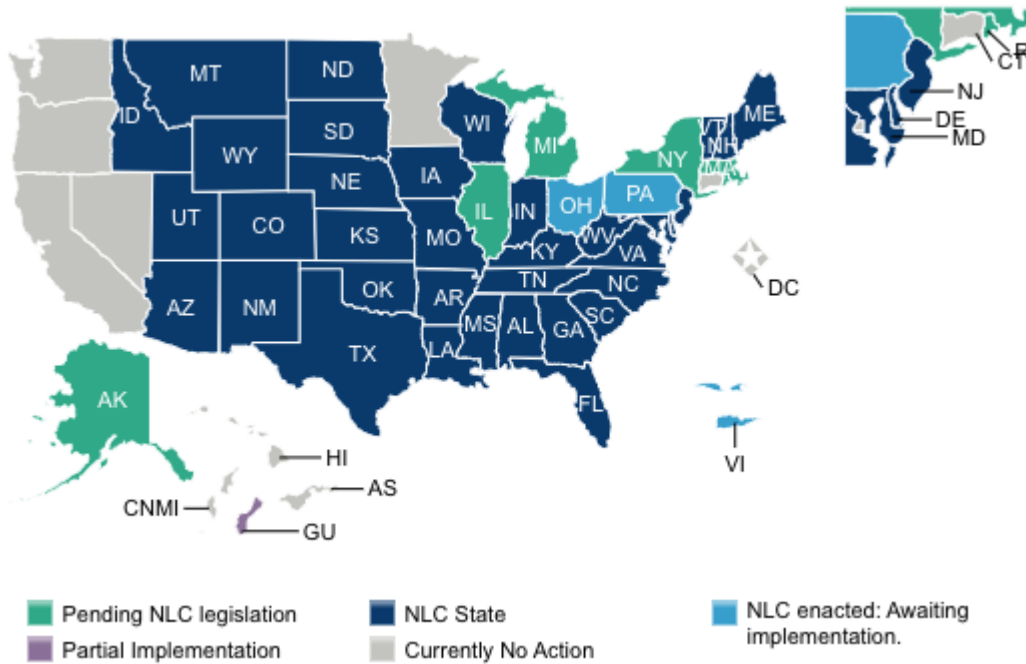 MT
ND
ID
SD
WY
WI
MI
ME
NH
NY
MA
NE
IA
PA
UT
CO
IL
IN
OH
KS
MO
KY
WV
VA
AZ
NM
OK
AR
TN
NC
MS
AL
GA
SC
TX
LA
FL
AK
HI
AS
CNMI
GU
VI
DC
CT
NJ
DE
MD
Pending NLC legislation
NLC State
NLC enacted: Awaiting
implementation.
Partial Implementation
Currently No Action